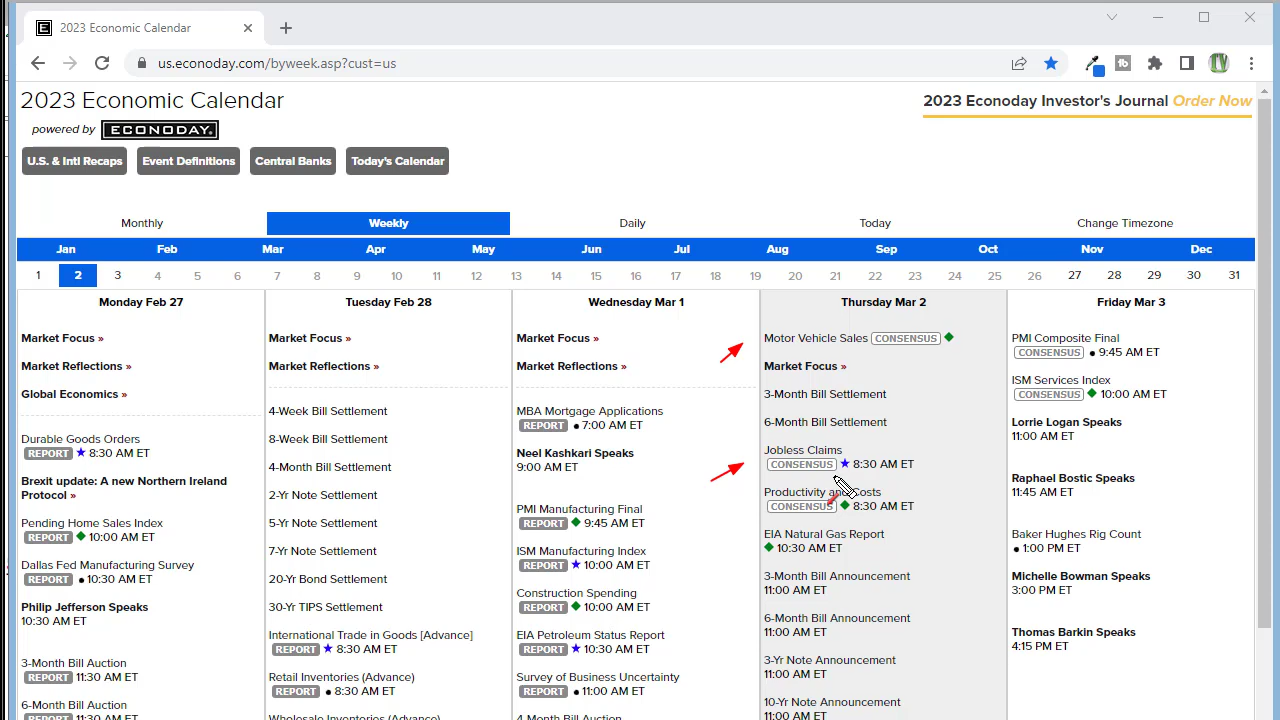 2023 Economic Calendar
us.econoday.com/byweek.asp?cust=us
2023 Economic Calendar
2023 Econoday Investor's Journal Order Now
powered by ECONODAY.
U.S. & Intl Recaps Event Definitions Central Banks Today's Calendar
Monthly Weekly Daily Today Change Timezone
Jan Feb Mar Apr May Jun Jul Aug Sep Oct Nov Dec
1 2 3 4 5 6 7 8 9 10 11 12 13 14 15 16 17 18 19 20 21 22 23 24 25 26 27 28 29 30 31
Monday Feb 27
Market Focus »
Market Reflections »
Global Economics »
Durable Goods Orders
REPORT ★ 8:30 AM ET
Brexit update: A new Northern Ireland
Protocol »
Pending Home Sales Index
REPORT ◆ 10:00 AM ET
Dallas Fed Manufacturing Survey
REPORT ● 10:30 AM ET
Philip Jefferson Speaks
10:30 AM ET
3-Month Bill Auction
REPORT 11:30 AM ET
6-Month Bill Auction
REPORT 11:30 AM ET
Tuesday Feb 28
Market Focus »
Market Reflections »
4-Week Bill Settlement
8-Week Bill Settlement
4-Month Bill Settlement
2-Yr Note Settlement
5-Yr Note Settlement
7-Yr Note Settlement
20-Yr Bond Settlement
30-Yr TIPS Settlement
International Trade in Goods [Advance]
REPORT ★ 8:30 AM ET
Retail Inventories (Advance)
REPORT ● 8:30 AM ET
Wholesale Inventories (Advance)
Wednesday Mar 1
Market Focus »
Market Reflections »
MBA Mortgage Applications
REPORT ● 7:00 AM ET
Neel Kashkari Speaks
9:00 AM ET
PMI Manufacturing Final
REPORT ◆ 9:45 AM ET
ISM Manufacturing Index
REPORT ★ 10:00 AM ET
Construction Spending
REPORT ◆ 10:00 AM ET
EIA Petroleum Status Report
REPORT ★ 10:30 AM ET
Survey of Business Uncertainty
REPORT ● 11:00 AM ET
4-Month Bill Auction
Thursday Mar 2
Motor Vehicle Sales CONSENSUS ◆
Market Focus »
3-Month Bill Settlement
6-Month Bill Settlement
Jobless Claims
CONSENSUS ★ 8:30 AM ET
Productivity and Costs
CONSENSUS ◆ 8:30 AM ET
EIA Natural Gas Report
◆ 10:30 AM ET
3-Month Bill Announcement
11:00 AM ET
6-Month Bill Announcement
11:00 AM ET
3-Yr Note Announcement
11:00 AM ET
10-Yr Note Announcement
11:00 AM ET
Friday Mar 3
PMI Composite Final
CONSENSUS ● 9:45 AM ET
ISM Services Index
CONSENSUS ◆ 10:00 AM ET
Lorrie Logan Speaks
11:00 AM ET
Raphael Bostic Speaks
11:45 AM ET
Baker Hughes Rig Count
● 1:00 PM ET
Michelle Bowman Speaks
3:00 PM ET
Thomas Barkin Speaks
4:15 PM ET